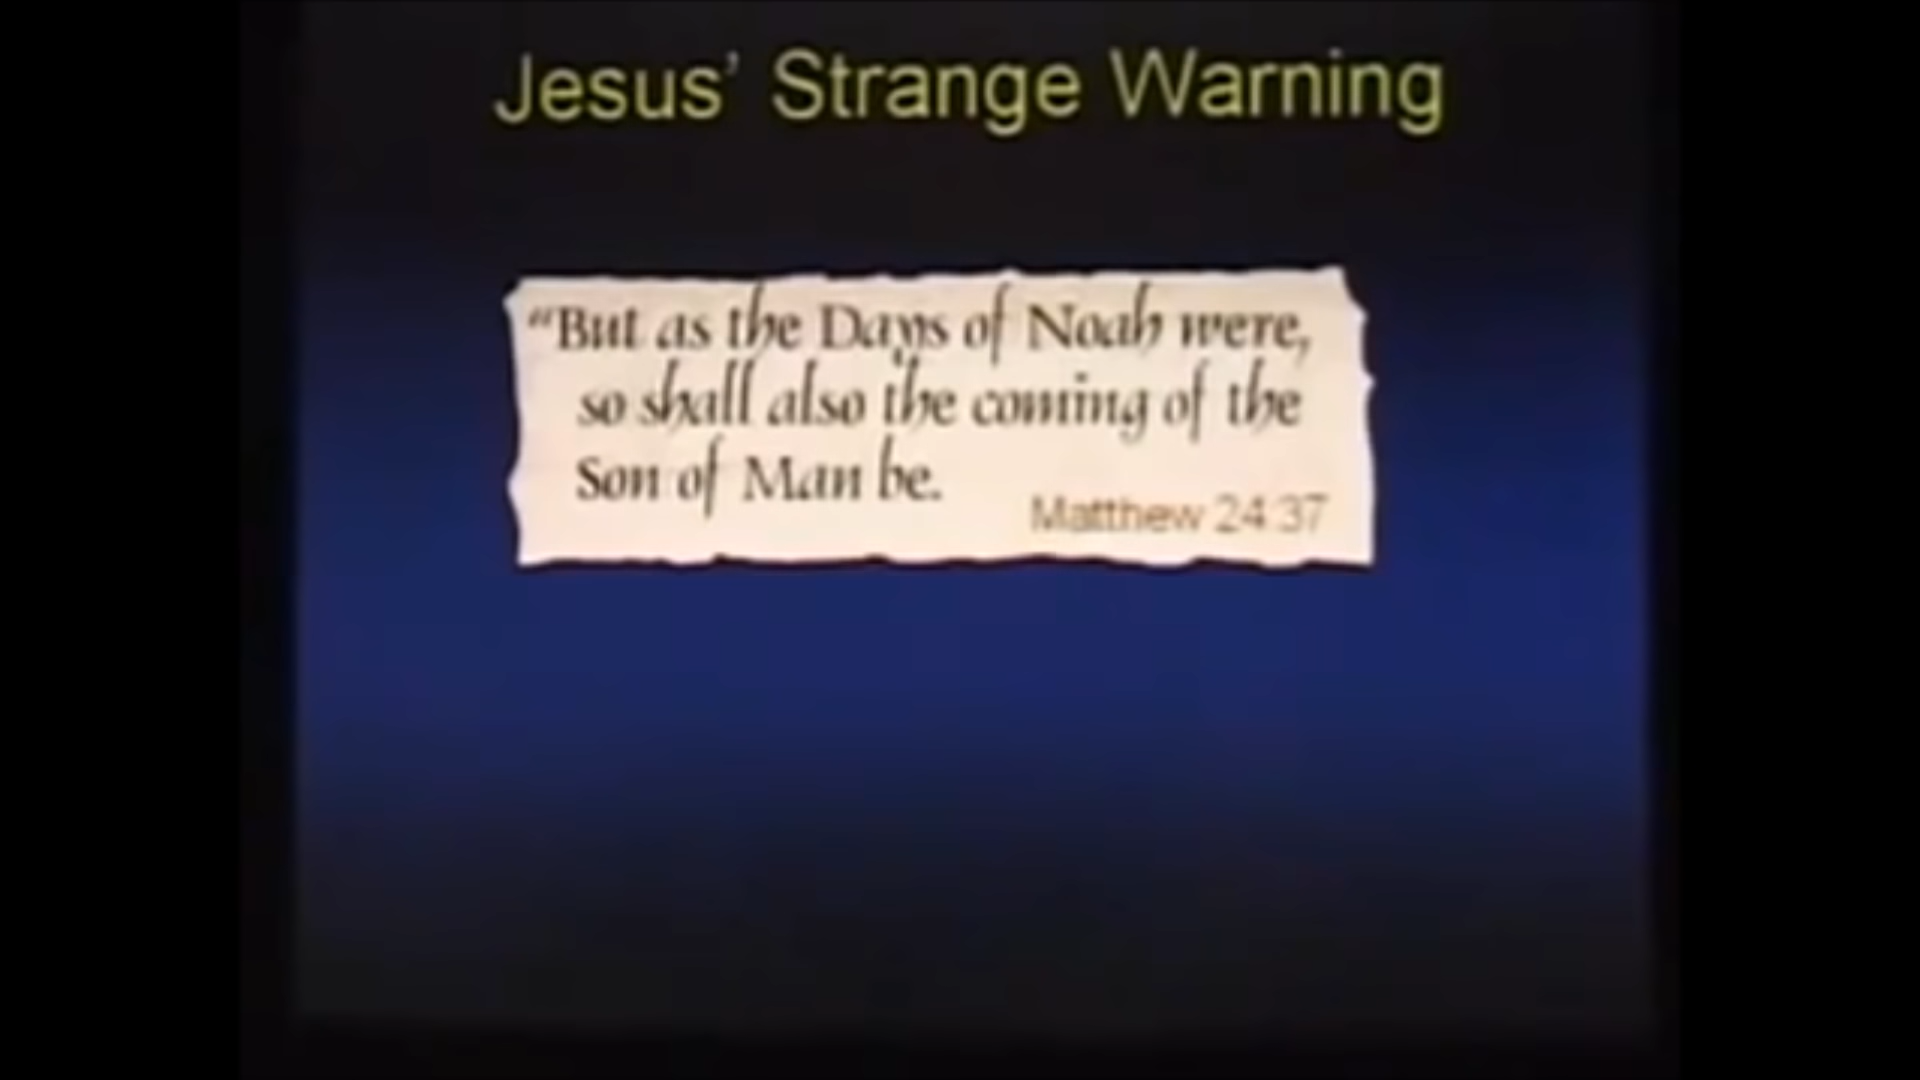 Jesus’ Strange Warning
“But as the Days of Noah were,
so shall also the coming of the
Son of Man be.
Matthew 24:37